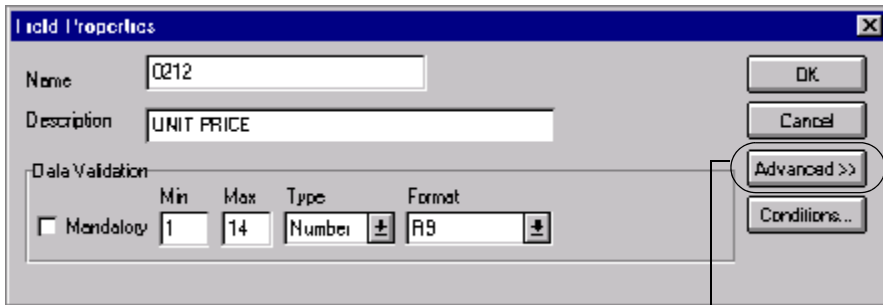 Field Properties
Name 0212
Description UNIT PRICE
Data Validation
Min Max Type Format
Mandatory 1 14 Number R9
OK
Cancel
Advanced >>
Conditions...